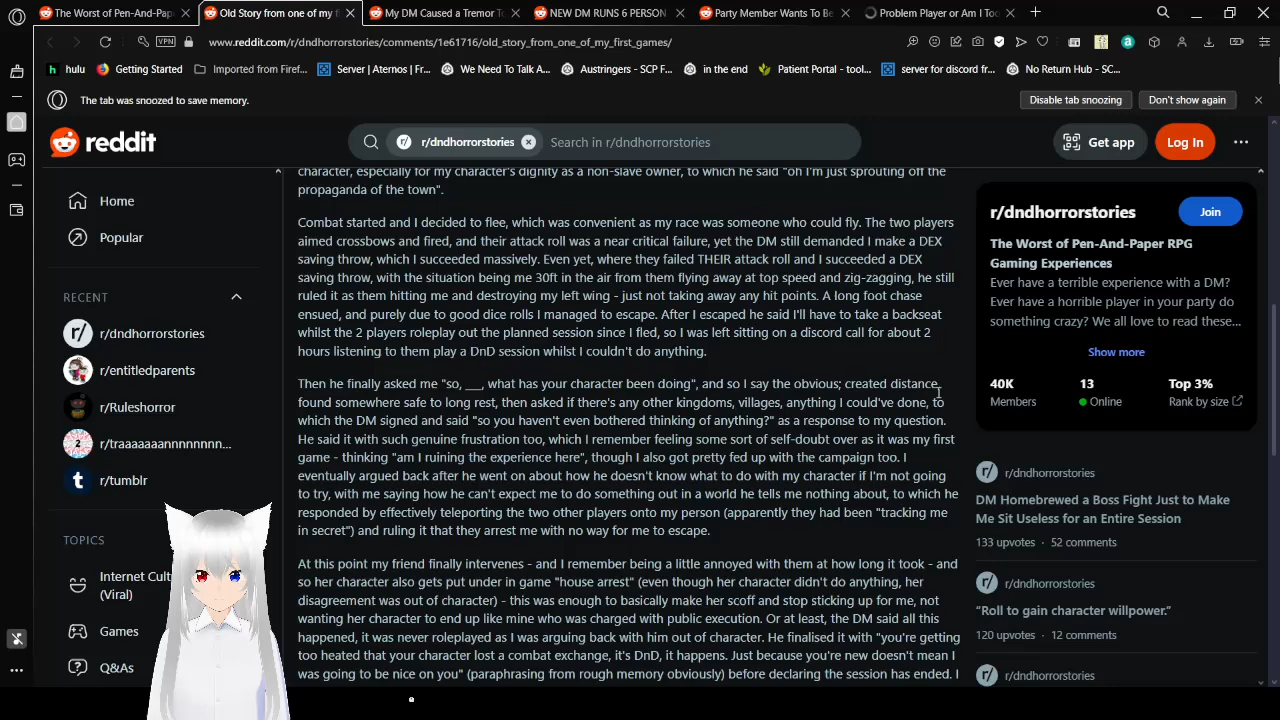 The Worst of Pen-And-Pape
Old Story from one of my f
My DM Caused a Tremor T
NEW DM RUNS 6 PERSON
Party Member Wants To Be
Problem Player or Am I Too
VPN
www.reddit.com/r/dndhorrorstories/comments/1e61716/old_story_from_one_of_my_first_games/
hulu
Getting Started
Imported from Firef...
Server | Aternos | Fr...
We Need To Talk A...
Austringers - SCP F...
in the end
Patient Portal - tool...
server for discord fr...
No Return Hub - SC...
The tab was snoozed to save memory.
Disable tab snoozing
Don't show again
reddit
r/dndhorrorstories
Search in r/dndhorrorstories
Get app
Log In
Home
Popular
RECENT
r/dndhorrorstories
r/entitledparents
r/Ruleshorror
r/traaaaaannnnnnnn...
r/tumblr
TOPICS
Internet Cult
(Viral)
Games
Q&As
character, especially for my character's dignity as a non-slave owner, to which he said "oh I'm just sprouting off the
propaganda of the town".
Combat started and I decided to flee, which was convenient as my race was someone who could fly. The two players
aimed crossbows and fired, and their attack roll was a near critical failure, yet the DM still demanded I make a DEX
saving throw, which I succeeded massively. Even yet, where they failed THEIR attack roll and I succeeded a DEX
saving throw, with the situation being me 30ft in the air from them flying away at top speed and zig-zagging, he still
ruled it as them hitting me and destroying my left wing - just not taking away any hit points. A long foot chase
ensued, and purely due to good dice rolls I managed to escape. After I escaped he said I'll have to take a backseat
whilst the 2 players roleplay out the planned session since I fled, so I was left sitting on a discord call for about 2
hours listening to them play a DnD session whilst I couldn't do anything.
Then he finally asked me "so, ___, what has your character been doing", and so I say the obvious; created distance,
found somewhere safe to long rest, then asked if there's any other kingdoms, villages, anything I could've done, to
which the DM signed and said "so you haven't even bothered thinking of anything?" as a response to my question.
He said it with such genuine frustration too, which I remember feeling some sort of self-doubt over as it was my first
game - thinking "am I ruining the experience here", though I also got pretty fed up with the campaign too. I
eventually argued back after he went on about how he doesn't know what to do with my character if I'm not going
to try, with me saying how he can't expect me to do something out in a world he tells me nothing about, to which he
responded by effectively teleporting the two other players onto my person (apparently they had been "tracking me
in secret") and ruling it that they arrest me with no way for me to escape.
At this point my friend finally intervenes - and I remember being a little annoyed with them at how long it took - and
so her character also gets put under in game "house arrest" (even though her character didn't do anything, her
disagreement was out of character) - this was enough to basically make her scoff and stop sticking up for me, not
wanting her character to end up like mine who was charged with public execution. Or at least, the DM said all this
happened, it was never roleplayed as I was arguing back with him out of character. He finalised it with "you're getting
too heated that your character lost a combat exchange, it's DnD, it happens. Just because you're new doesn't mean I
was going to be nice on you" (paraphrasing from rough memory obviously) before declaring the session has ended. I
r/dndhorrorstories
Join
The Worst of Pen-And-Paper RPG
Gaming Experiences
Ever have a terrible experience with a DM?
Ever have a horrible player in your party do
something crazy? We all love to read these...
Show more
40K
Members
13
Online
Top 3%
Rank by size
r/dndhorrorstories
DM Homebrewed a Boss Fight Just to Make
Me Sit Useless for an Entire Session
133 upvotes · 52 comments
r/dndhorrorstories
"Roll to gain character willpower."
120 upvotes · 12 comments
r/dndhorrorstories